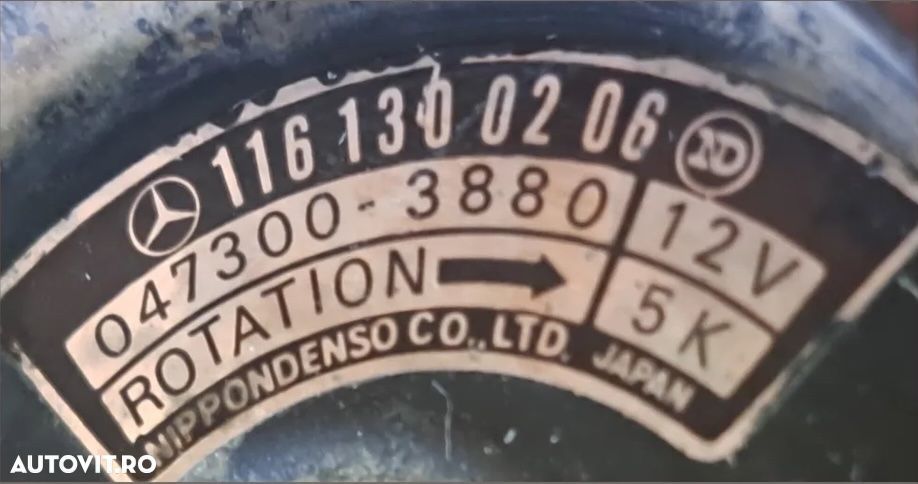 116 130 02 06 ND
047300-3880 12V
ROTATION 5K
NIPPONDENSO CO., LTD. JAPAN
AUTOVIT.RO